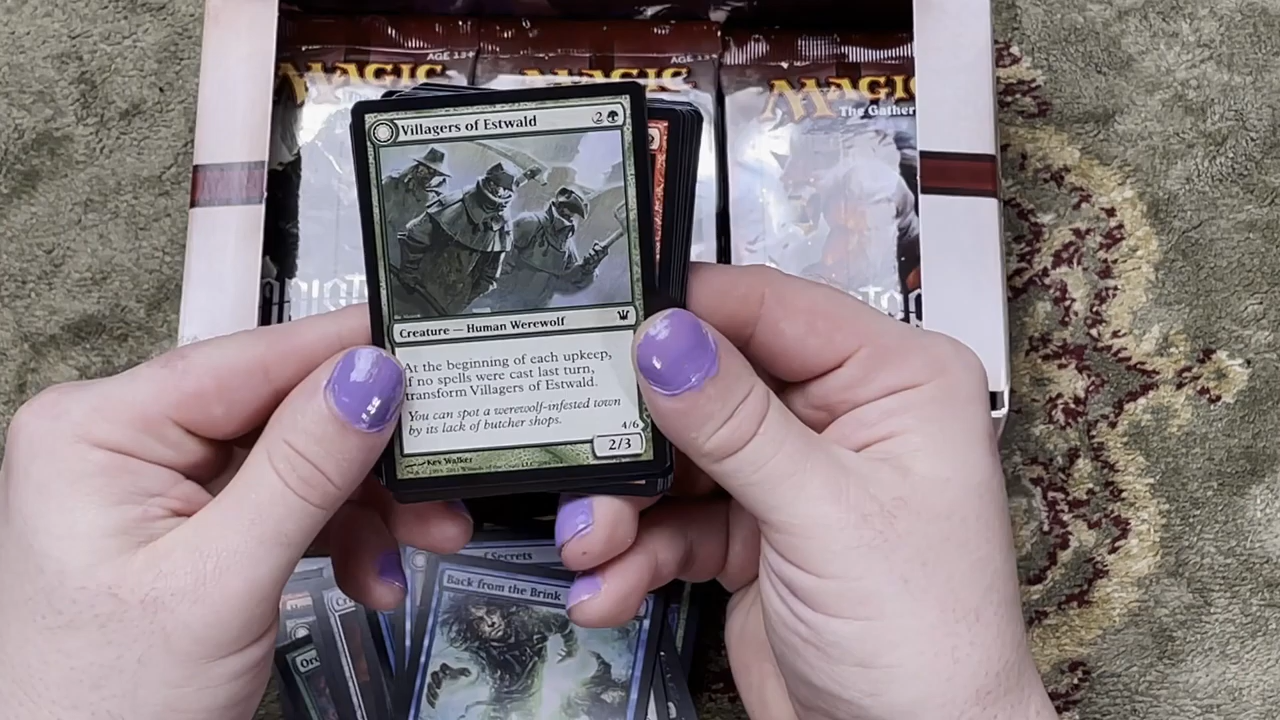 AGE 13+
AGE 13+
MAGIC
MAGIC
MAGIC
The Gather
Villagers of Estwald
2
Creature — Human Werewolf
At the beginning of each upkeep,
if no spells were cast last turn,
transform Villagers of Estwald.
You can spot a werewolf-infested town
by its lack of butcher shops.
4/6
2/3
Kev Walker
f Secrets
Back from the Brink